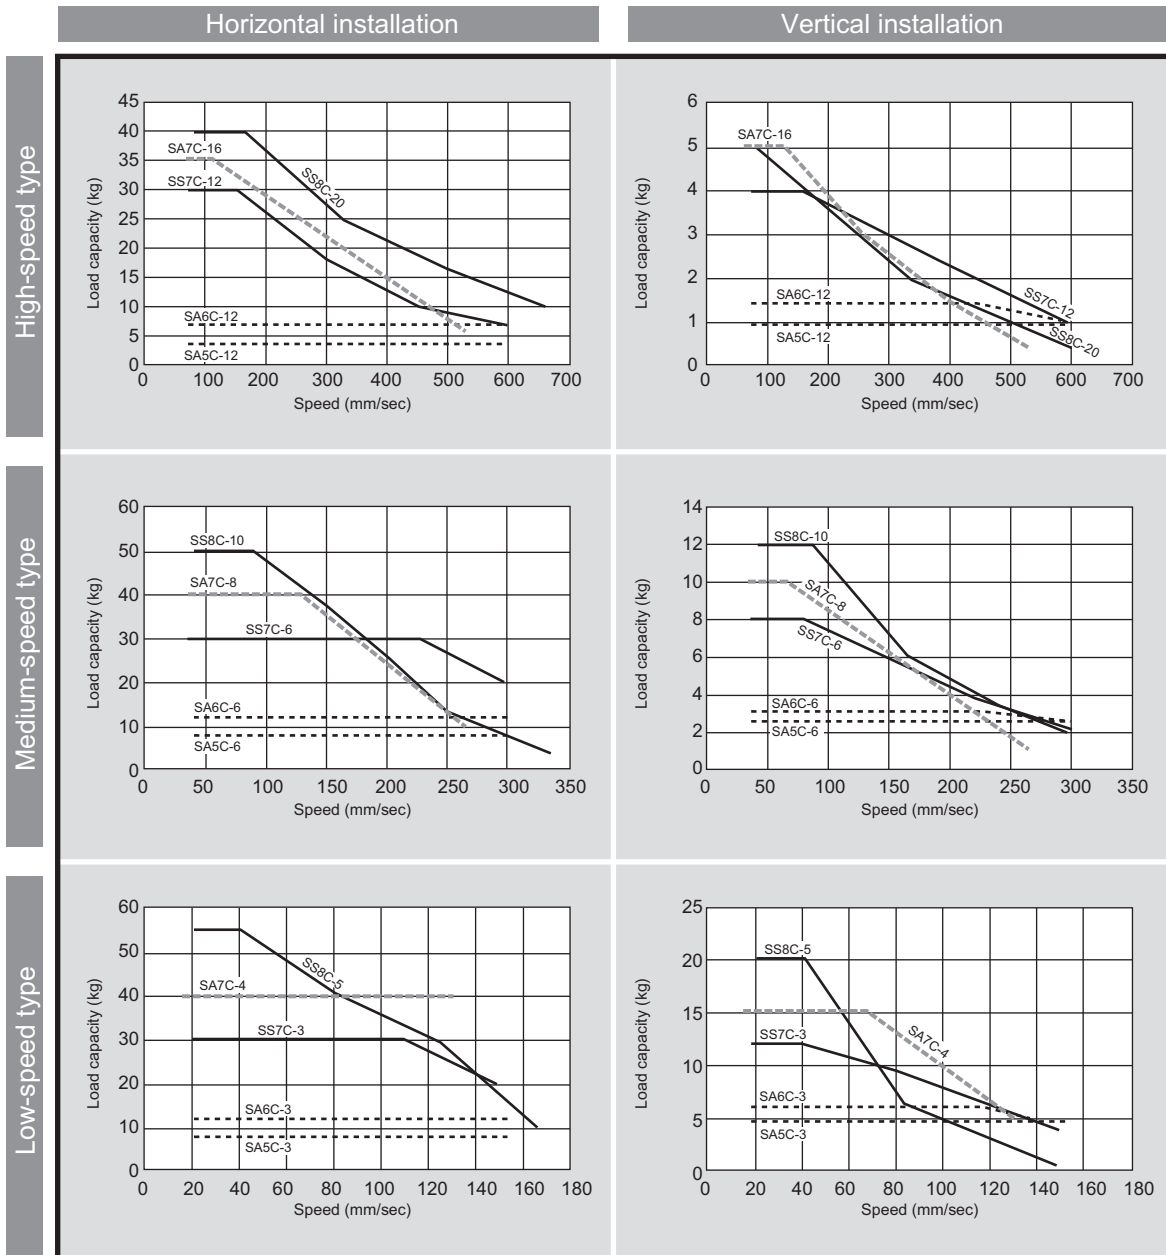 Horizontal installation
Vertical installation
High-speed type
45
40
35
30
25
20
15
10
5
0
Load capacity (kg)
SA7C-16
SS7C-12
SS8C-20
SA6C-12
SA5C-12
0 100 200 300 400 500 600 700
Speed (mm/sec)
6
5
4
3
2
1
0
Load capacity (kg)
SA7C-16
SA6C-12
SA5C-12
SS7C-12
SS8C-20
0 100 200 300 400 500 600 700
Speed (mm/sec)
Medium-speed type
60
50
40
30
20
10
0
Load capacity (kg)
SS8C-10
SA7C-8
SS7C-6
SA6C-6
SA5C-6
0 50 100 150 200 250 300 350
Speed (mm/sec)
14
12
10
8
6
4
2
0
Load capacity (kg)
SS8C-10
SA7C-8
SS7C-6
SA6C-6
SA5C-6
0 50 100 150 200 250 300 350
Speed (mm/sec)
Low-speed type
60
50
40
30
20
10
0
Load capacity (kg)
SS8C-5
SA7C-4
SS7C-3
SA6C-3
SA5C-3
0 20 40 60 80 100 120 140 160 180
Speed (mm/sec)
25
20
15
10
5
0
Load capacity (kg)
SS8C-5
SS7C-3
SA7C-4
SA6C-3
SA5C-3
0 20 40 60 80 100 120 140 160 180
Speed (mm/sec)